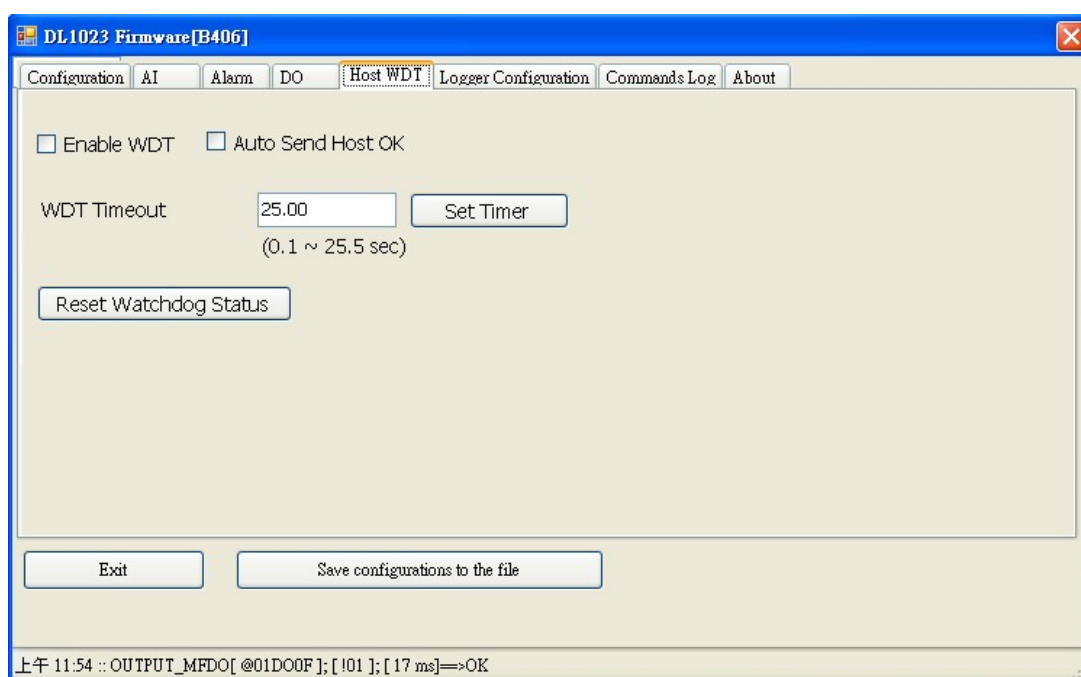 DL1023 Firmware[B406]
Configuration AI Alarm DO Host WDT Logger Configuration Commands Log About
Enable WDT Auto Send Host OK
WDT Timeout 25.00 Set Timer
(0.1 ~ 25.5 sec)
Reset Watchdog Status
Exit Save configurations to the file
上午 11:54 :: OUTPUT_MFDO[ @01DO0F ]; [ !01 ]; [ 17 ms]==>OK